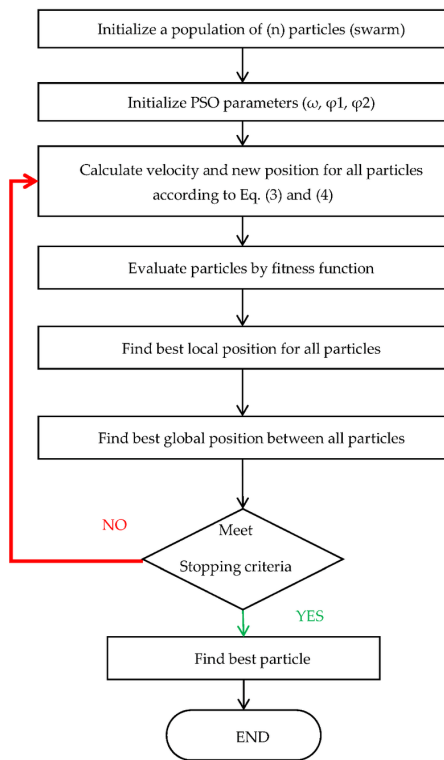 Initialize a population of (n) particles (swarm)
Initialize PSO parameters (ω, φ1, φ2)
Calculate velocity and new position for all particles
according to Eq. (3) and (4)
Evaluate particles by fitness function
Find best local position for all particles
Find best global position between all particles
NO
Meet
Stopping criteria
YES
Find best particle
END